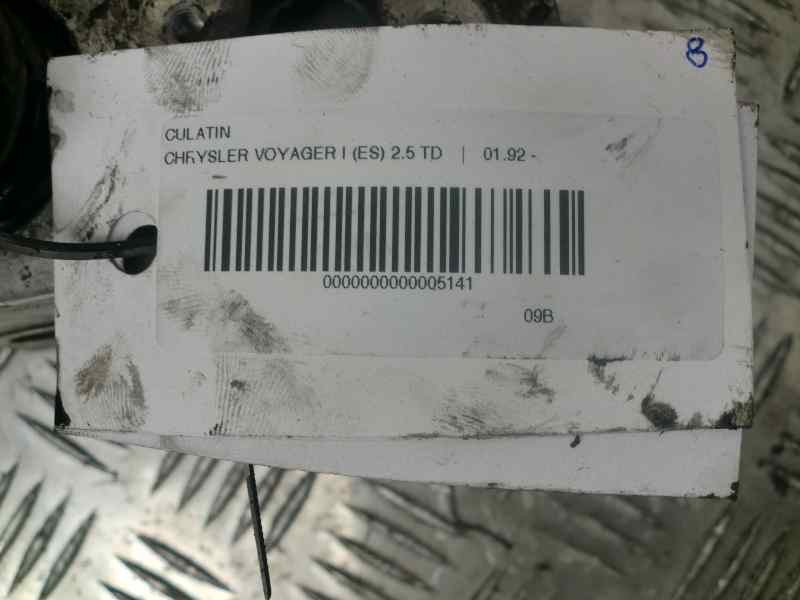 8
CULATIN
CHRYSLER VOYAGER I (ES) 2.5 TD | 01.92 -
0000000000005141
09B